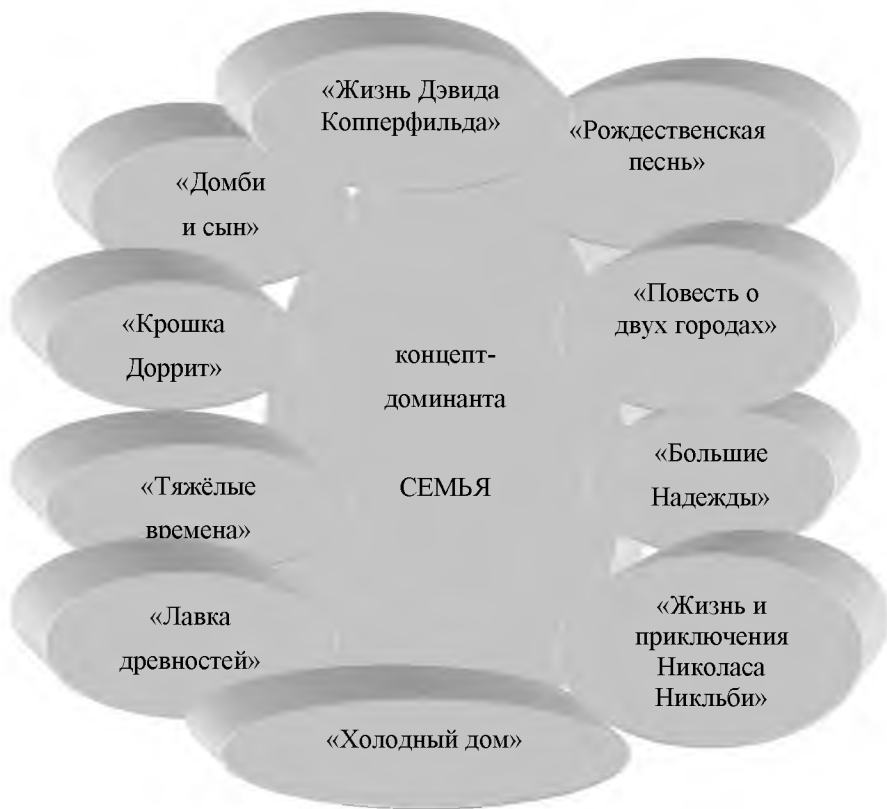 «Жизнь Дэвида
Копперфильда»
«Рождественская
песнь»
«Домби
и сын»
«Повесть о
двух городах»
«Крошка
Доррит»
концепт-
доминанта
СЕМЬЯ
«Большие
Надежды»
«Тяжёлые
времена»
«Жизнь и
приключения
Николаса
Никльби»
«Лавка
древностей»
«Холодный дом»